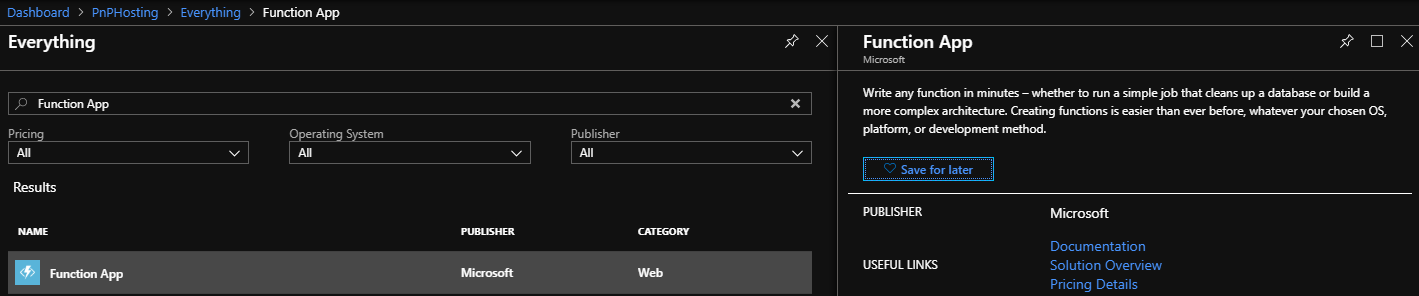 Dashboard > PnPHosting > Everything > Function App
Everything
Function App
Pricing
All
Operating System
All
Publisher
All
Results
NAME PUBLISHER CATEGORY
Function App Microsoft Web
Function App
Microsoft
Write any function in minutes – whether to run a simple job that cleans up a database or build a
more complex architecture. Creating functions is easier than ever before, whatever your chosen OS,
platform, or development method.
Save for later
PUBLISHER Microsoft
USEFUL LINKS
Documentation
Solution Overview
Pricing Details